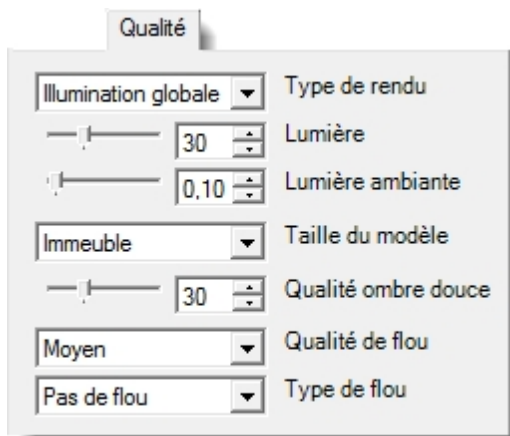 Qualité
Illumination globale Type de rendu
30 Lumière
0,10 Lumière ambiante
Immeuble Taille du modèle
30 Qualité ombre douce
Moyen Qualité de flou
Pas de flou Type de flou